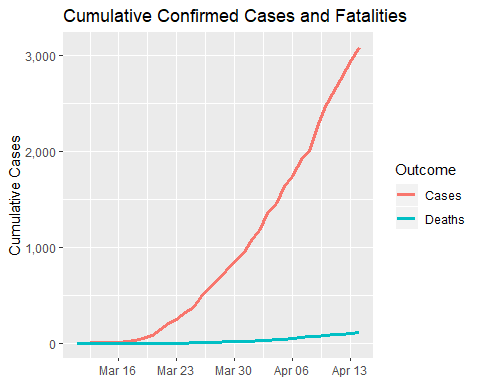 Cumulative Confirmed Cases and Fatalities
3,000
2,000
1,000
0
Cumulative Cases
Mar 16 Mar 23 Mar 30 Apr 06 Apr 13
Outcome
Cases
Deaths